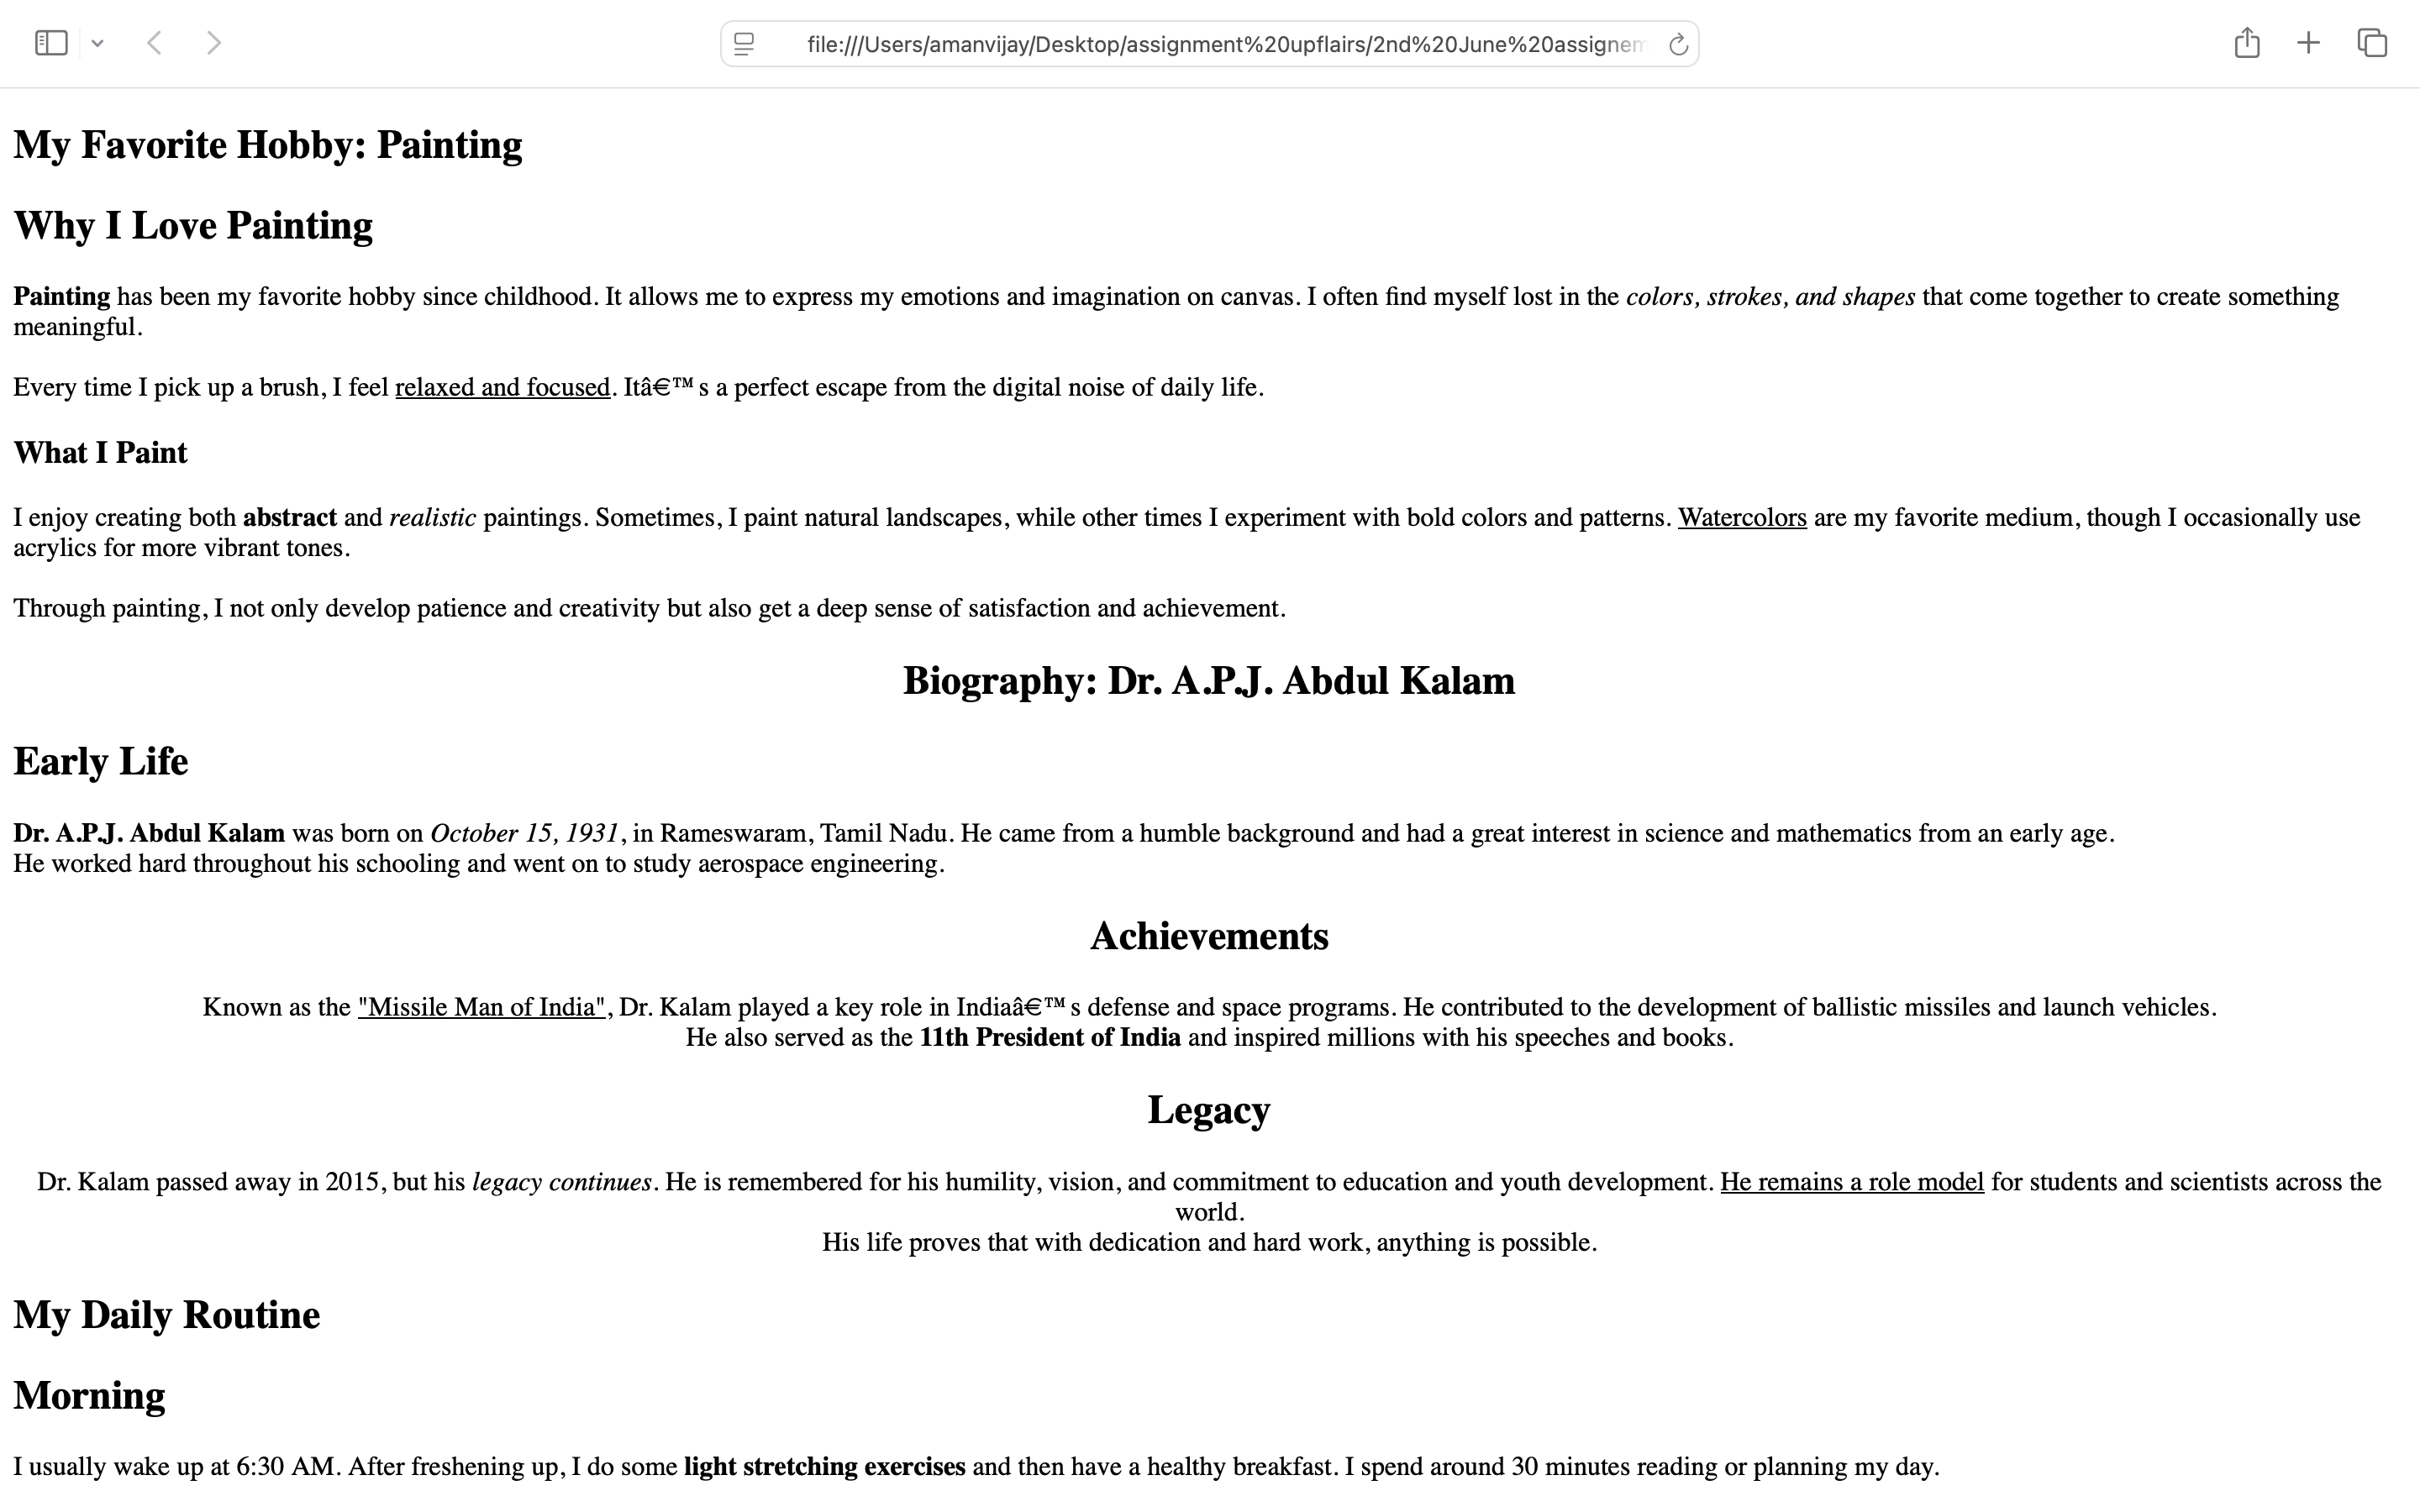 file:///Users/amanvijay/Desktop/assignment%20upflairs/2nd%20June%20assignem
My Favorite Hobby: Painting
Why I Love Painting
Painting has been my favorite hobby since childhood. It allows me to express my emotions and imagination on canvas. I often find myself lost in the colors, strokes, and shapes that come together to create something
meaningful.
Every time I pick up a brush, I feel relaxed and focused. Itâ€™s a perfect escape from the digital noise of daily life.
What I Paint
I enjoy creating both abstract and realistic paintings. Sometimes, I paint natural landscapes, while other times I experiment with bold colors and patterns. Watercolors are my favorite medium, though I occasionally use
acrylics for more vibrant tones.
Through painting, I not only develop patience and creativity but also get a deep sense of satisfaction and achievement.
Biography: Dr. A.P.J. Abdul Kalam
Early Life
Dr. A.P.J. Abdul Kalam was born on October 15, 1931, in Rameswaram, Tamil Nadu. He came from a humble background and had a great interest in science and mathematics from an early age.
He worked hard throughout his schooling and went on to study aerospace engineering.
Achievements
Known as the "Missile Man of India", Dr. Kalam played a key role in Indiaâ€™s defense and space programs. He contributed to the development of ballistic missiles and launch vehicles.
He also served as the 11th President of India and inspired millions with his speeches and books.
Legacy
Dr. Kalam passed away in 2015, but his legacy continues. He is remembered for his humility, vision, and commitment to education and youth development. He remains a role model for students and scientists across the
world.
His life proves that with dedication and hard work, anything is possible.
My Daily Routine
Morning
I usually wake up at 6:30 AM. After freshening up, I do some light stretching exercises and then have a healthy breakfast. I spend around 30 minutes reading or planning my day.